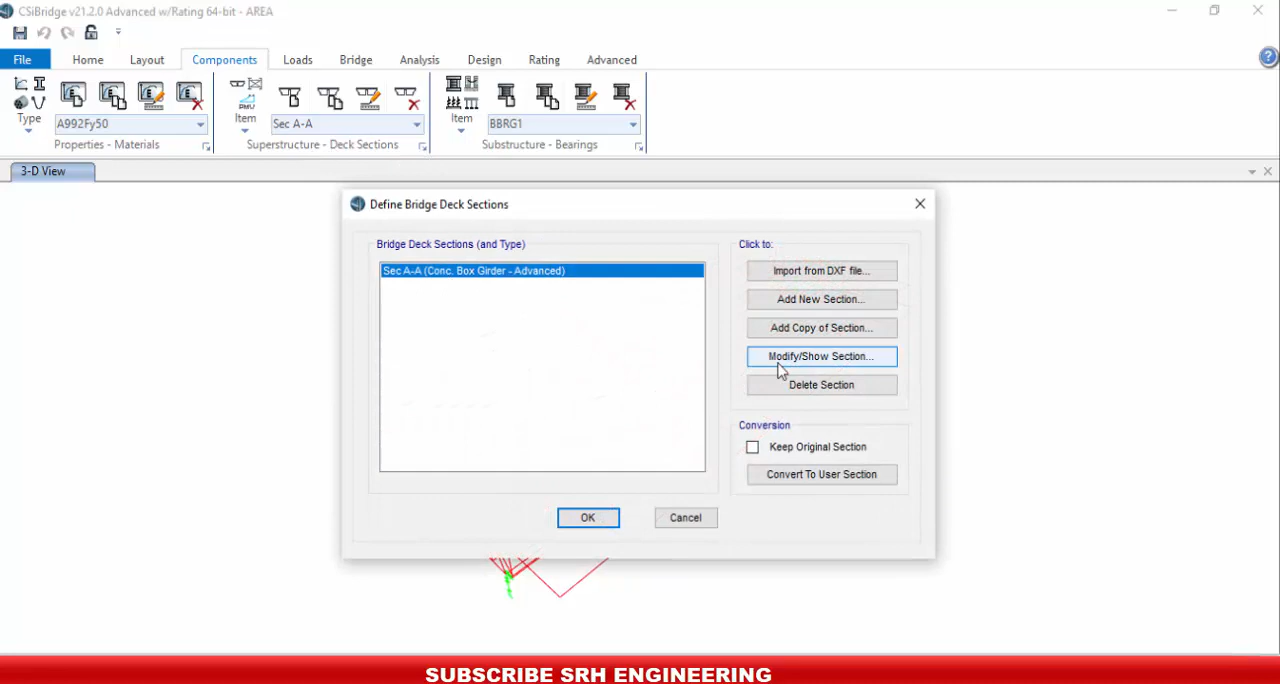 CSiBridge v21.2.0 Advanced w/Rating 64-bit - AREA
File Home Layout Components Loads Bridge Analysis Design Rating Advanced
Type
A992Fy50
Properties - Materials
Item
PMV
Sec A-A
Superstructure - Deck Sections
Item
BBRG1
Substructure - Bearings
3-D View
Define Bridge Deck Sections
Bridge Deck Sections (and Type)
Sec A-A (Conc. Box Girder - Advanced)
Click to:
Import from DXF file...
Add New Section...
Add Copy of Section...
Modify/Show Section...
Delete Section
Conversion
Keep Original Section
Convert To User Section
OK Cancel
SUBSCRIBE SRH ENGINEERING